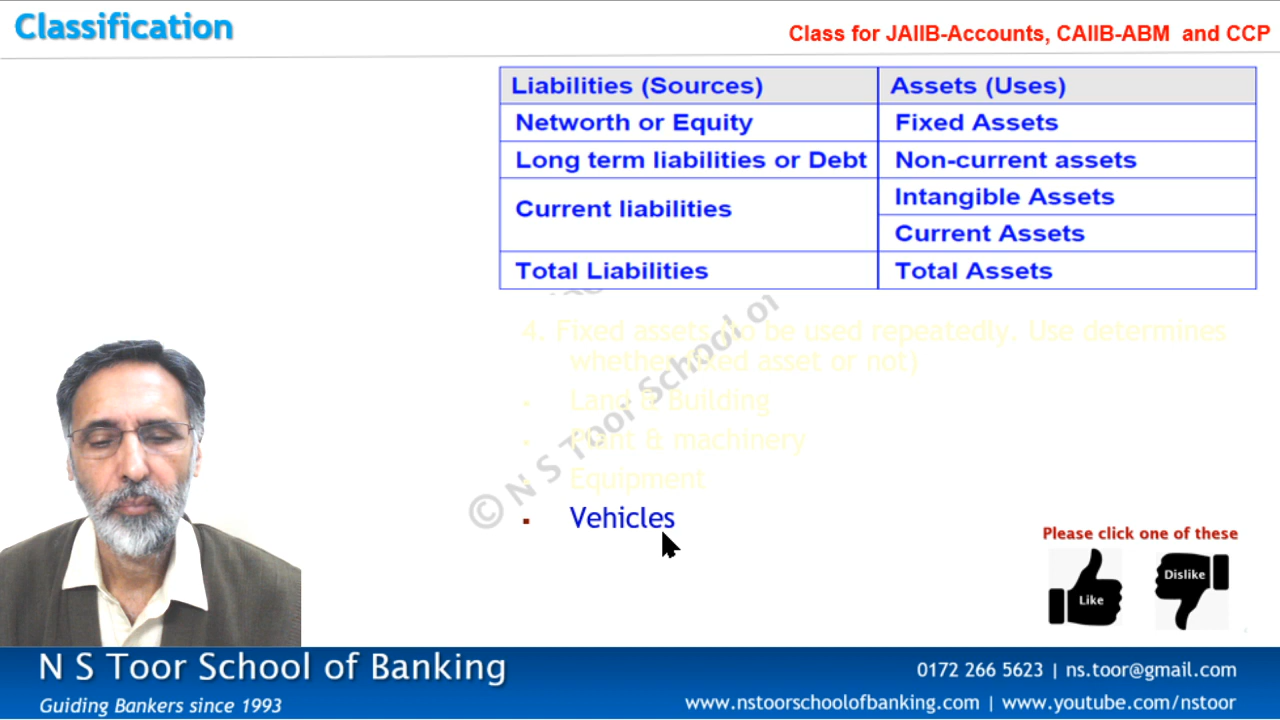 Classification
Class for JAIIB-Accounts, CAIIB-ABM and CCP
Liabilities (Sources) Assets (Uses)
Networth or Equity Fixed Assets
Long term liabilities or Debt Non-current assets
Current liabilities Intangible Assets
Current Assets
Total Liabilities Total Assets
4. Fixed assets (to be used repeatedly. Use determines
whether fixed asset or not)
▪ Land & Building
▪ Plant & machinery
▪ Equipment
▪ Vehicles
© N S Toor School of
Please click one of these
Like
Dislike
N S Toor School of Banking
Guiding Bankers since 1993
0172 266 5623 | ns.toor@gmail.com
www.nstoorschoolofbanking.com | www.youtube.com/nstoor